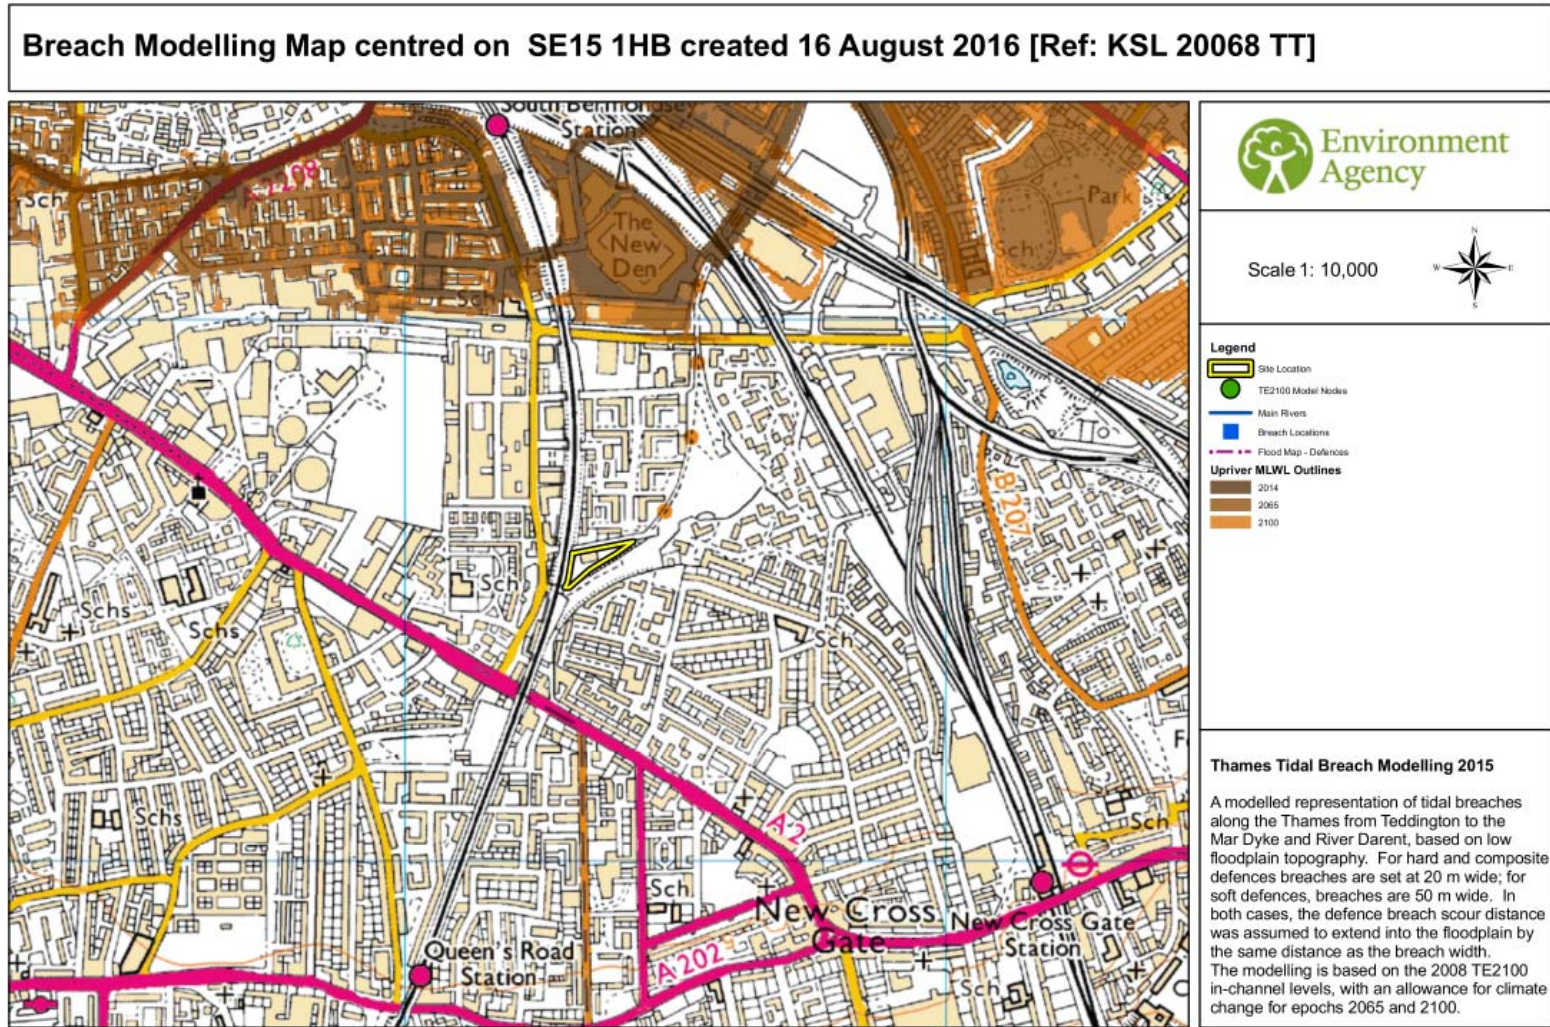 Breach Modelling Map centred on SE15 1HB created 16 August 2016 [Ref: KSL 20068 TT]
South Bermondsey
Station
A 2208
Sch
The
New
Den
Park
Sch
Sch
B 207
Sch
Schs
Schs
Sch
Schs
A 2
Sch
Sch
New Cross
Gate
New Cross Gate
Station
Queen's Road
Station
A 202
Sch
Environment
Agency
Scale 1: 10,000
N
W
E
S
Legend
Site Location
TE2100 Model Nodes
Main Rivers
Breach Locations
Flood Map - Defences
Upriver MLWL Outlines
2014
2065
2100
Thames Tidal Breach Modelling 2015
A modelled representation of tidal breaches
along the Thames from Teddington to the
Mar Dyke and River Darent, based on low
floodplain topography. For hard and composite
defences breaches are set at 20 m wide; for
soft defences, breaches are 50 m wide. In
both cases, the defence breach scour distance
was assumed to extend into the floodplain by
the same distance as the breach width.
The modelling is based on the 2008 TE2100
in-channel levels, with an allowance for climate
change for epochs 2065 and 2100.